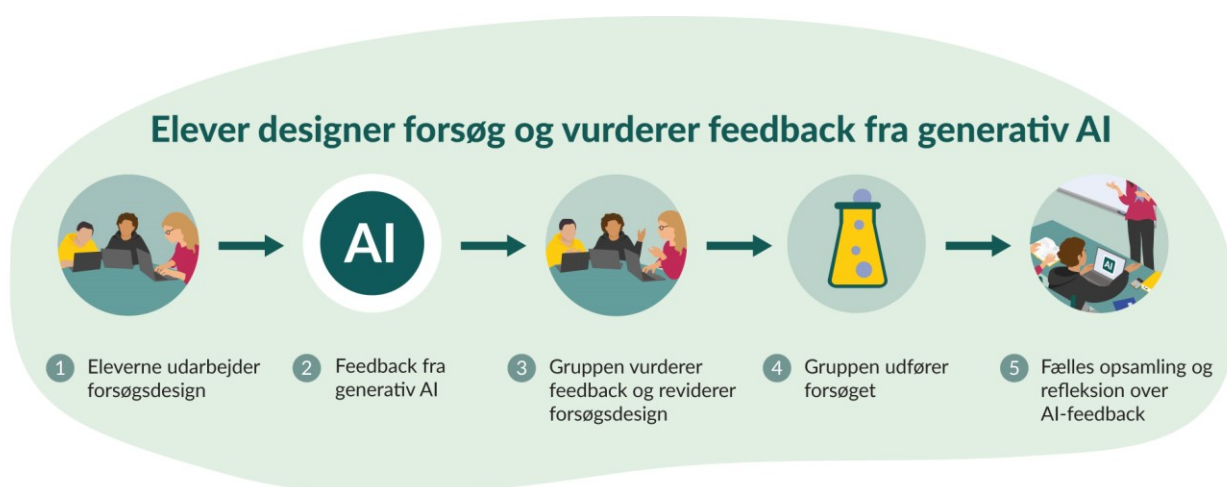 Elever designer forsøg og vurderer feedback fra generativ AI
AI
1 Eleverne udarbejder
forsøgsdesign
2 Feedback fra
generativ AI
3 Gruppen vurderer
feedback og reviderer
forsøgsdesign
4 Gruppen udfører
forsøget
5 Fælles opsamling og
refleksion over
AI-feedback
AI